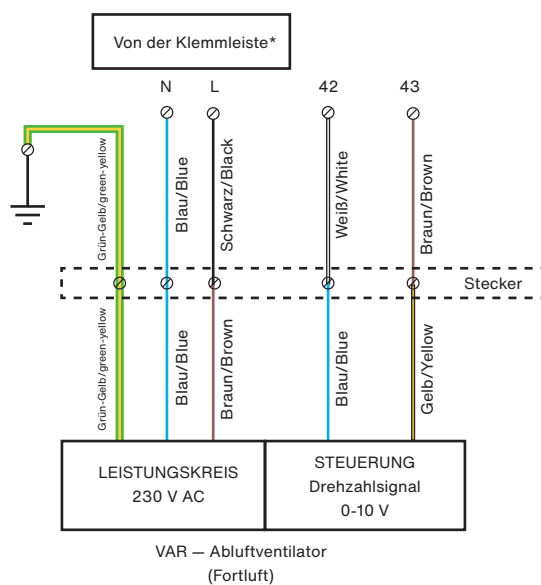 Von der Klemmleiste*
N L 42 43
Grün-Gelb/green-yellow
Blau/Blue
Schwarz/Black
Weiß/White
Braun/Brown
Stecker
Grün-Gelb/green-yellow
Blau/Blue
Braun/Brown
Blau/Blue
Gelb/Yellow
LEISTUNGSKREIS
230 V AC
STEUERUNG
Drehzahlsignal
0-10 V
VAR — Abluftventilator
(Fortluft)